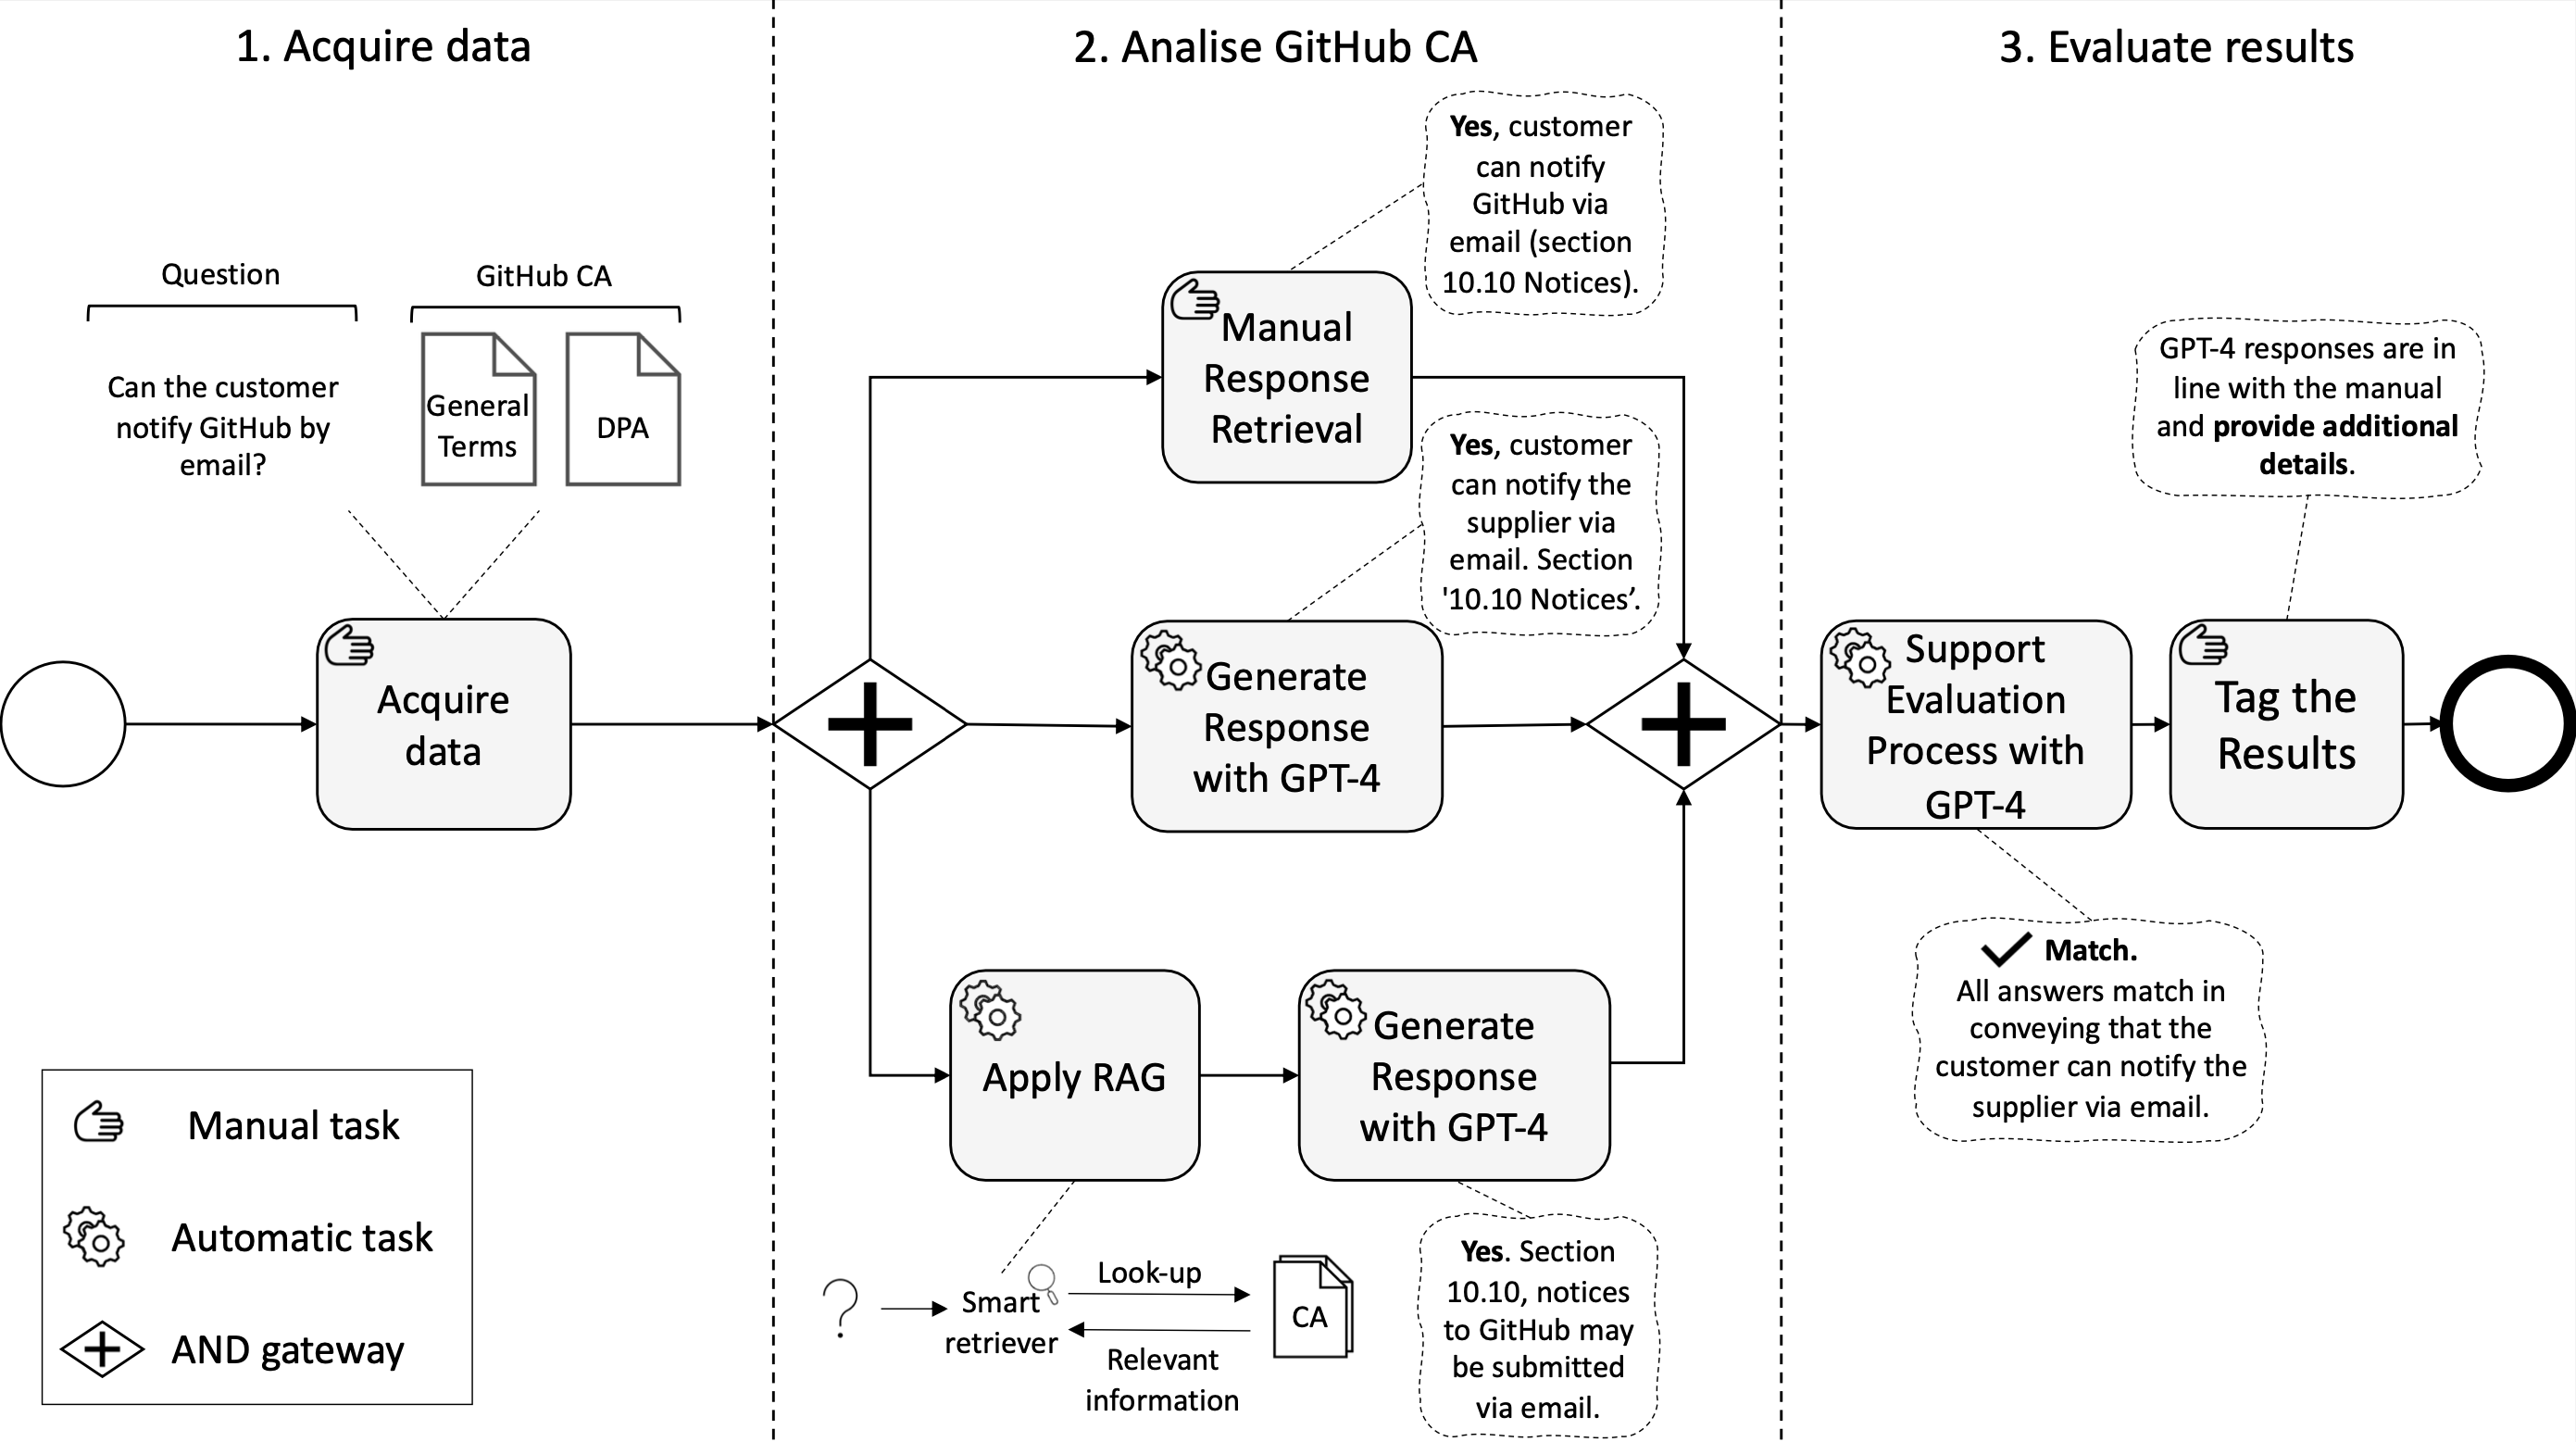 1. Acquire data
2. Analise GitHub CA
3. Evaluate results
Question
GitHub CA
Can the customer
notify GitHub by
email?
General
Terms
DPA
Acquire
data
Manual task
Automatic task
AND gateway
Yes, customer
can notify
GitHub via
email (section
10.10 Notices).
Manual
Response
Retrieval
Yes, customer
can notify the
supplier via
email. Section
'10.10 Notices’.
Generate
Response
with GPT-4
Apply RAG
Generate
Response
with GPT-4
?
Smart
retriever
Look-up
Relevant
information
CA
Yes. Section
10.10, notices
to GitHub may
be submitted
via email.
GPT-4 responses are in
line with the manual
and provide additional
details.
Support
Evaluation
Process with
GPT-4
Tag the
Results
Match.
All answers match in
conveying that the
customer can notify the
supplier via email.